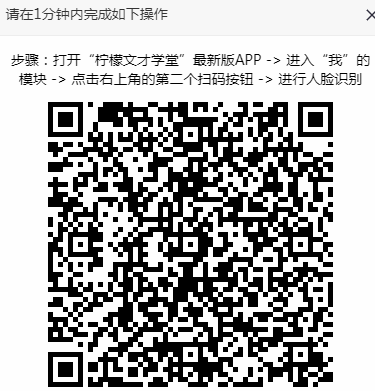 请在1分钟内完成如下操作
步骤：打开“柠檬文才学堂”最新版APP -> 进入“我”的
模块 -> 点击右上角的第二个扫码按钮 -> 进行人脸识别